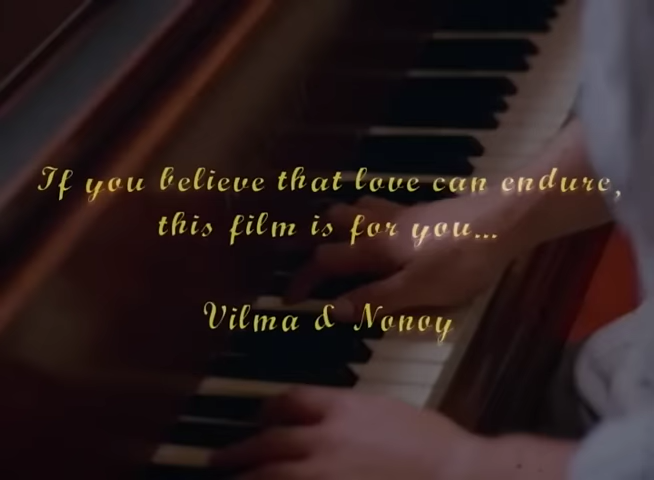 If you believe that love can endure,
this film is for you...
Vilma & Nonoy